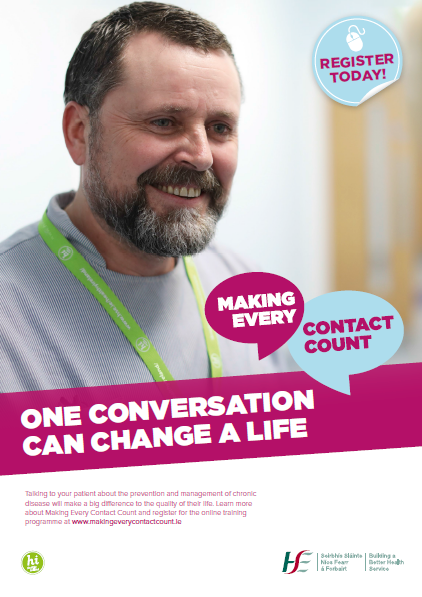 REGISTER
TODAY!
MAKING
EVERY
CONTACT
COUNT
ONE CONVERSATION
CAN CHANGE A LIFE
Talking to your patient about the prevention and management of chronic
disease will make a big difference to the quality of their life. Learn more
about Making Every Contact Count and register for the online training
programme at www.makingeverycontactcount.ie
hi
Seirbhís Sláinte
Níos Fearr
á Forbairt
Building a
Better Health
Service